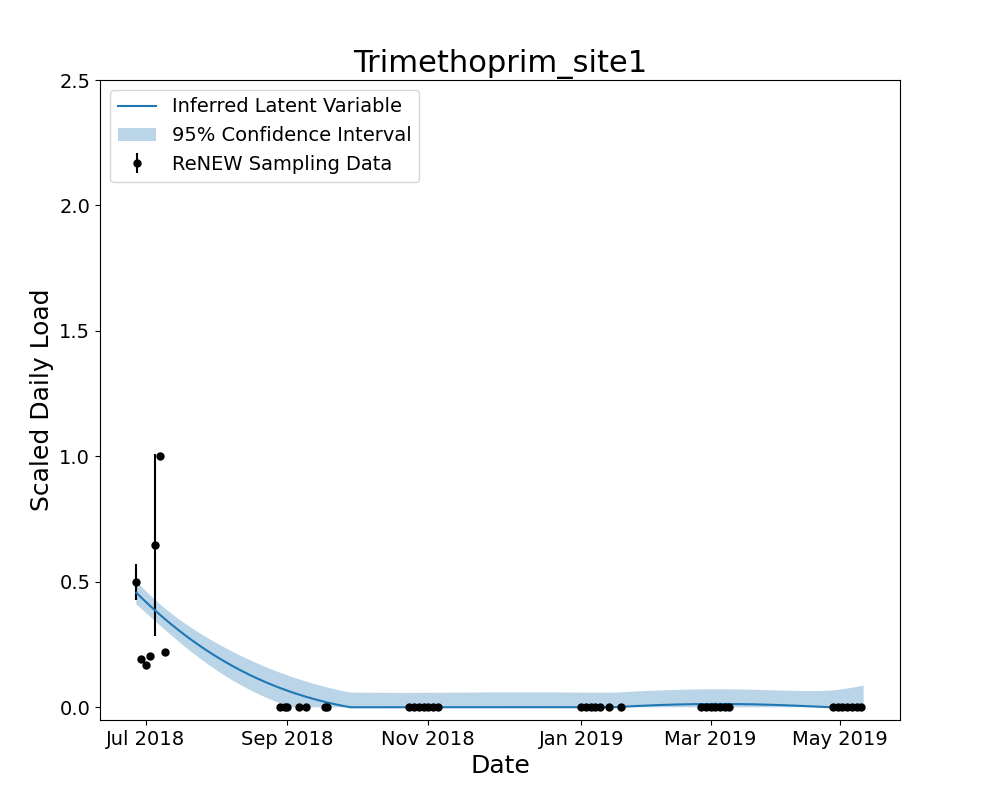 Trimethoprim_site1
Inferred Latent Variable
95% Confidence Interval
ReNEW Sampling Data
Scaled Daily Load
2.5
2.0
1.5
1.0
0.5
0.0
Jul 2018 Sep 2018 Nov 2018 Jan 2019 Mar 2019 May 2019
Date